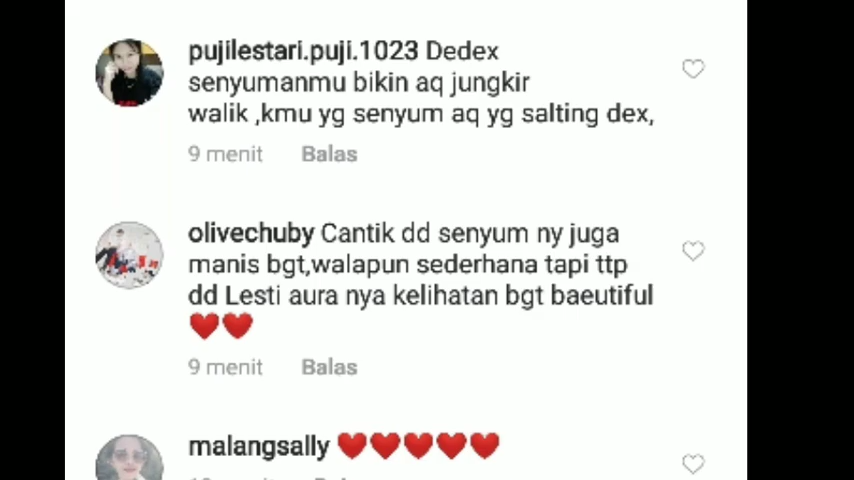 pujilestari.puji.1023 Dedex
senyumanmu bikin aq jungkir
walik ,kmu yg senyum aq yg salting dex,
9 menit Balas
olivechuby Cantik dd senyum ny juga
manis bgt,walapun sederhana tapi ttp
dd Lesti aura nya kelihatan bgt baeutiful
❤️❤️
9 menit Balas
malangsally ❤️❤️❤️❤️❤️